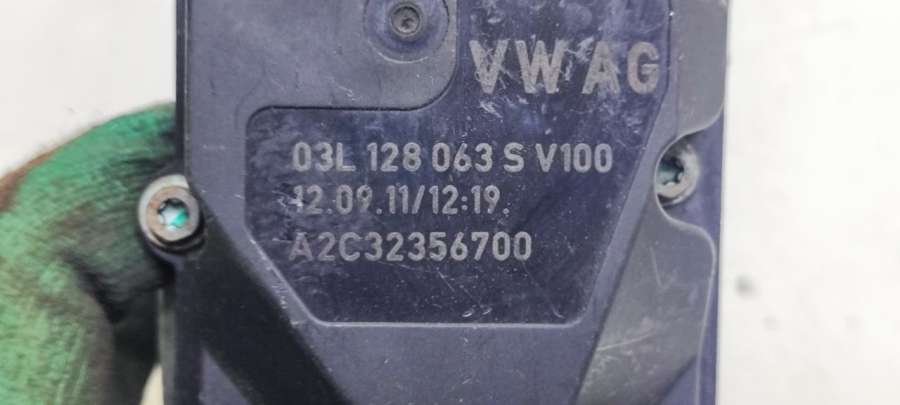 VW AG
03L 128 063 S V100
12.09.11/12:19.
A2C32356700